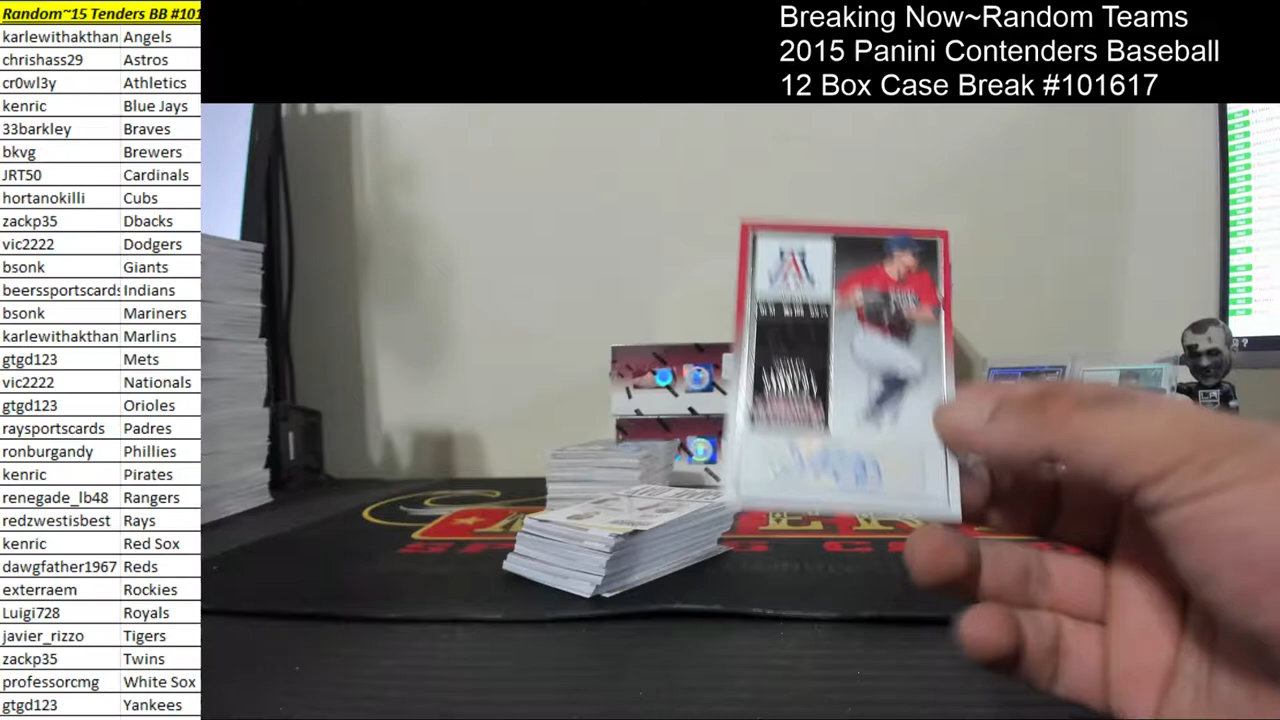 Random~15 Tenders BB #101
karlewithakthan Angels
chrishass29 Astros
cr0wl3y Athletics
kenric Blue Jays
33barkley Braves
bkvg Brewers
JRT50 Cardinals
hortanokilli Cubs
zackp35 Dbacks
vic2222 Dodgers
bsonk Giants
beerssportscards Indians
bsonk Mariners
karlewithakthan Marlins
gtgd123 Mets
vic2222 Nationals
gtgd123 Orioles
raysportscards Padres
ronburgandy Phillies
kenric Pirates
renegade_lb48 Rangers
redzwestisbest Rays
kenric Red Sox
dawgfather1967 Reds
exterraem Rockies
Luigi728 Royals
javier_rizzo Tigers
zackp35 Twins
professorcmg White Sox
gtgd123 Yankees
Breaking Now~Random Teams
2015 Panini Contenders Baseball
12 Box Case Break #101617